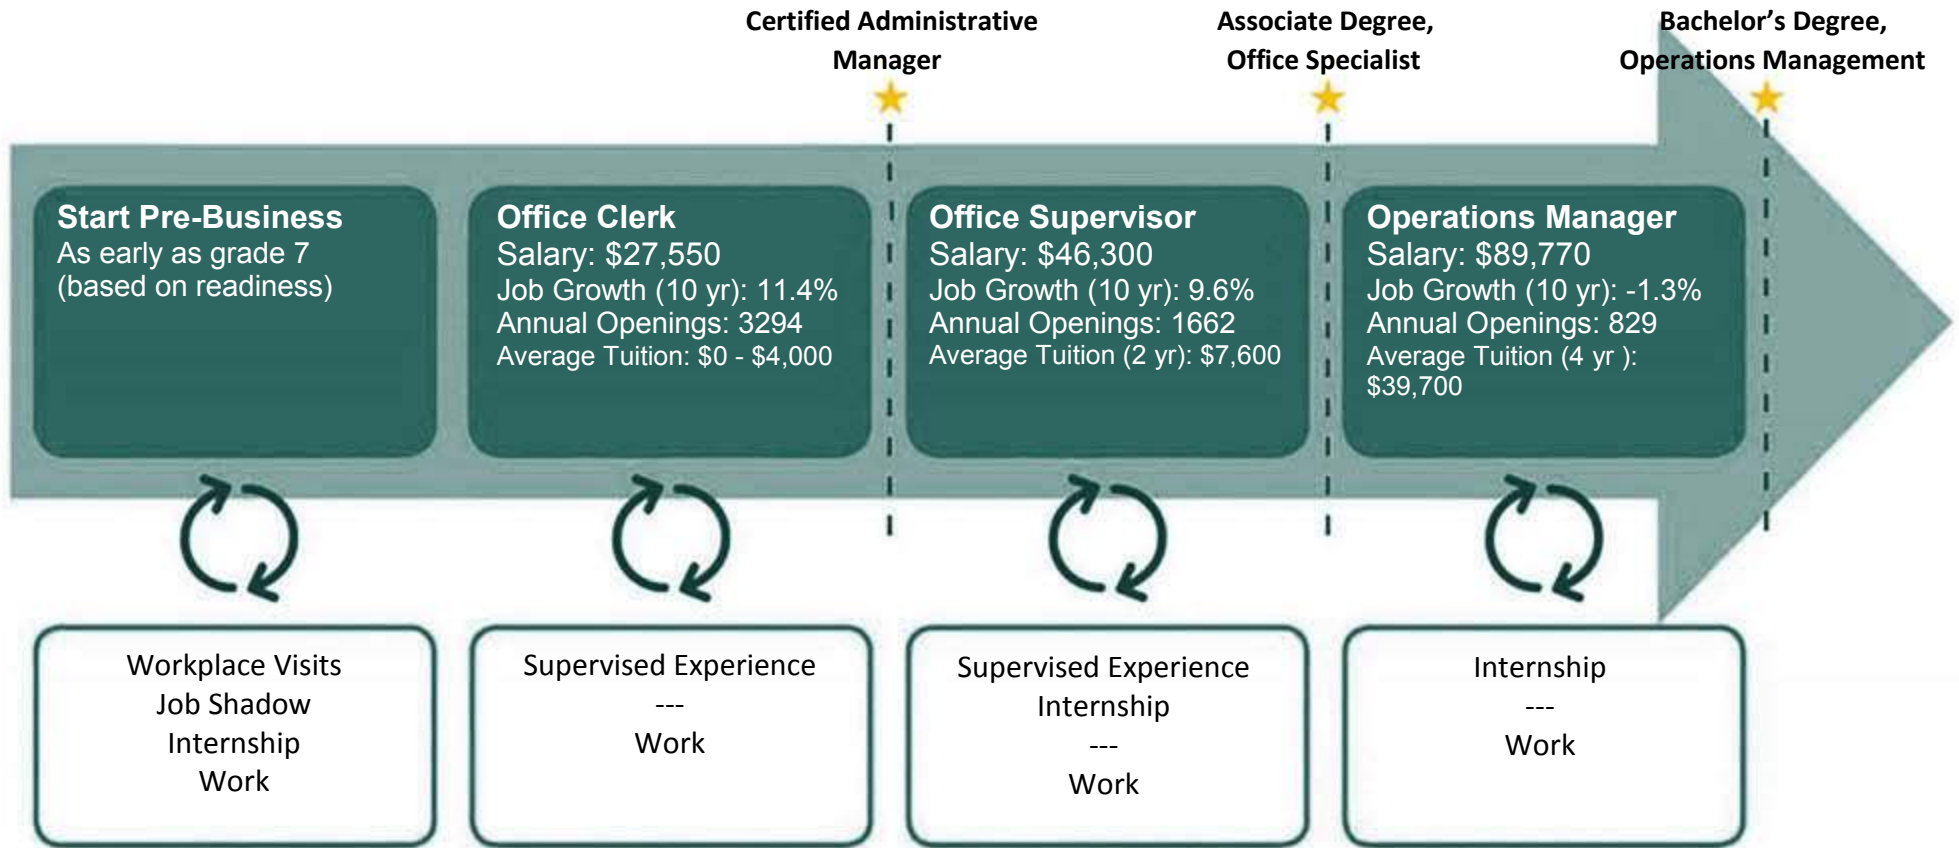 Certified Administrative
Manager
Associate Degree,
Office Specialist
Bachelor’s Degree,
Operations Management
Start Pre-Business
As early as grade 7
(based on readiness)
Office Clerk
Salary: $27,550
Job Growth (10 yr): 11.4%
Annual Openings: 3294
Average Tuition: $0 - $4,000
Office Supervisor
Salary: $46,300
Job Growth (10 yr): 9.6%
Annual Openings: 1662
Average Tuition (2 yr): $7,600
Operations Manager
Salary: $89,770
Job Growth (10 yr): -1.3%
Annual Openings: 829
Average Tuition (4 yr ):
$39,700
Workplace Visits
Job Shadow
Internship
Work
Supervised Experience
---
Work
Supervised Experience
Internship
---
Work
Internship
---
Work